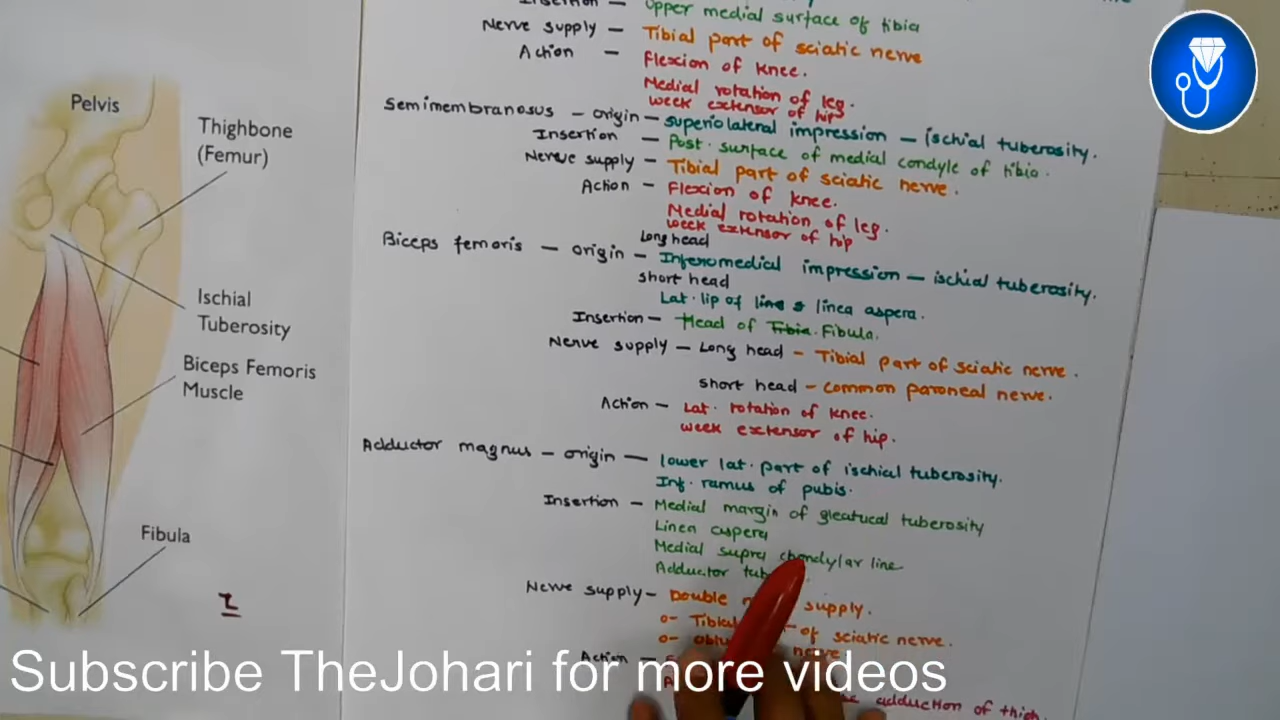 Pelvis
Thighbone
(Femur)
Ischial
Tuberosity
Biceps Femoris
Muscle
Fibula
I
Insertion - Upper medial surface of tibia
Nerve supply - Tibial part of sciatic nerve
Action - Flexion of knee.
Medial rotation of leg.
week extensor of hip
Semimembranosus - origin - superiolateral impression - ischial tuberosity.
Insertion - Post. surface of medial condyle of tibia.
Nerve supply - Tibial part of sciatic nerve.
Action - Flexion of knee.
Medial rotation of leg.
week extensor of hip
Long head
Biceps femoris - origin - Inferomedial impression - ischial tuberosity.
short head
Lat. lip of linea aspera.
Insertion - Head of Fibula.
Nerve supply - Long head - Tibial part of sciatic nerve.
short head - common paroneal nerve.
Action - Lat. rotation of knee.
week extensor of hip.
Adductor magnus - origin - lower lat. part of ischial tuberosity.
Inf. ramus of pubis.
Insertion - Medial margin of gleatucal tuberosity
Linea aspera
Medial supra chondylar line
Adductor
Nerve supply - Double supply.
o- of sciatic nerve.
o- nerve
Action -
adduction of thigh.
Subscribe TheJohari for more videos